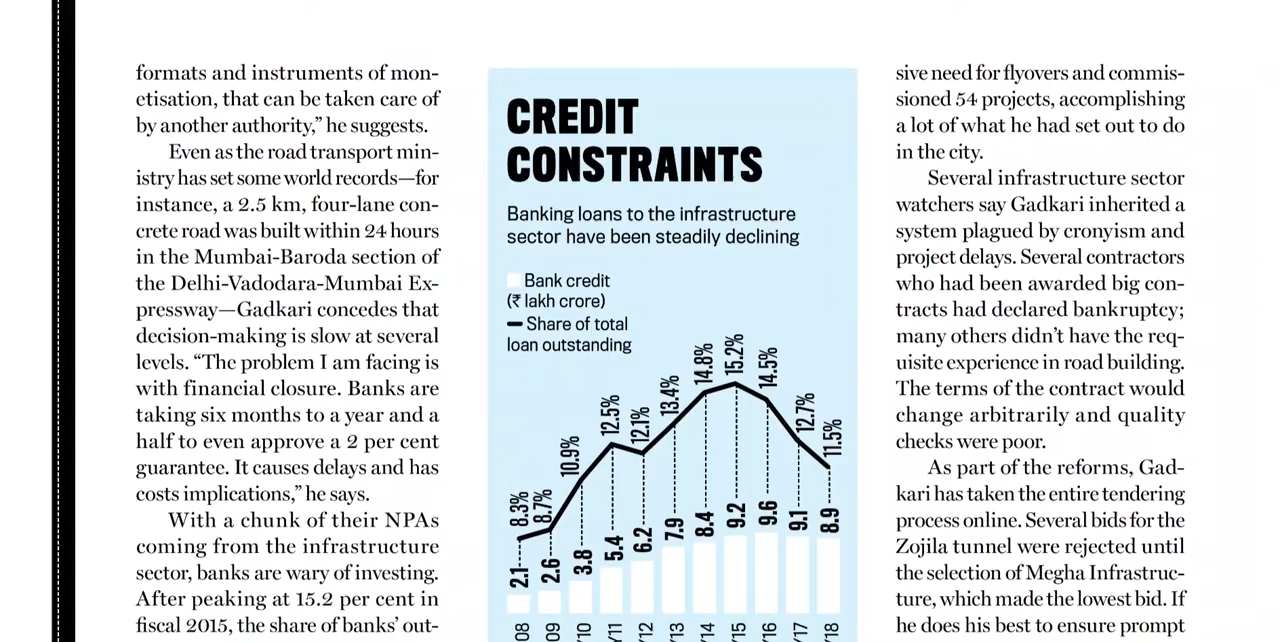 formats and instruments of mon-
etisation, that can be taken care of
by another authority,” he suggests.
Even as the road transport min-
istry has set some world records—for
instance, a 2.5 km, four-lane con-
crete road was built within 24 hours
in the Mumbai-Baroda section of
the Delhi-Vadodara-Mumbai Ex-
pressway—Gadkari concedes that
decision-making is slow at several
levels. “The problem I am facing is
with financial closure. Banks are
taking six months to a year and a
half to even approve a 2 per cent
guarantee. It causes delays and has
costs implications,” he says.
With a chunk of their NPAs
coming from the infrastructure
sector, banks are wary of investing.
After peaking at 15.2 per cent in
fiscal 2015, the share of banks’ out-
CREDIT
CONSTRAINTS
Banking loans to the infrastructure
sector have been steadily declining
Bank credit
(₹ lakh crore)
Share of total
loan outstanding
8.3%
8.7%
10.9%
12.5%
12.1%
13.4%
14.8%
15.2%
14.5%
12.7%
11.5%
2.1
2.6
3.8
5.4
6.2
7.9
8.4
9.2
9.6
9.1
8.9
08
09
'10
'11
'12
'13
'14
'15
'16
'17
'18
sive need for flyovers and commis-
sioned 54 projects, accomplishing
a lot of what he had set out to do
in the city.
Several infrastructure sector
watchers say Gadkari inherited a
system plagued by cronyism and
project delays. Several contractors
who had been awarded big con-
tracts had declared bankruptcy;
many others didn’t have the req-
uisite experience in road building.
The terms of the contract would
change arbitrarily and quality
checks were poor.
As part of the reforms, Gad-
kari has taken the entire tendering
process online. Several bids for the
Zojila tunnel were rejected until
the selection of Megha Infrastruc-
ture, which made the lowest bid. If
he does his best to ensure prompt